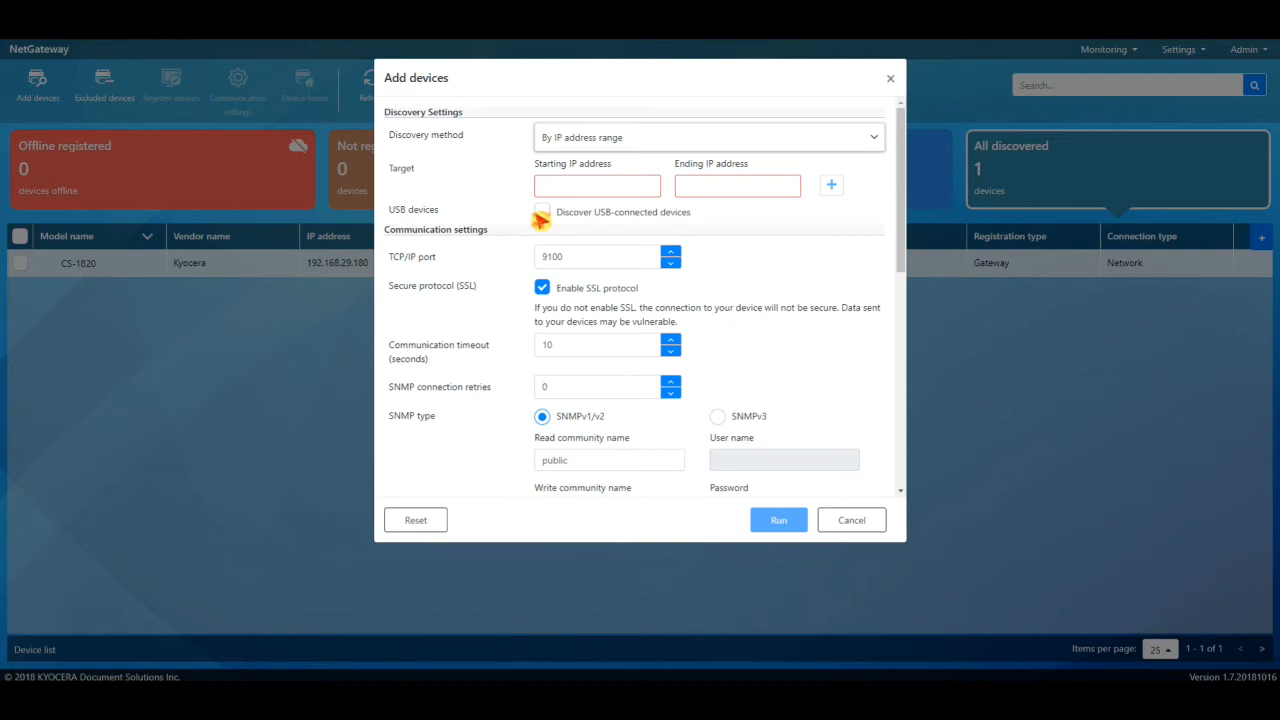 NetGateway
Monitoring Settings Admin
Add devices Excluded devices Register devices Communication settings Device home
Search...
Offline registered
0
devices offline
0
devices
All discovered
1
devices
Model name Vendor name IP address Registration type Connection type
CS-1820 Kyocera 192.168.29.180 Gateway Network
Add devices
Discovery Settings
Discovery method By IP address range
Target Starting IP address Ending IP address
USB devices Discover USB-connected devices
Communication settings
TCP/IP port 9100
Secure protocol (SSL) Enable SSL protocol
If you do not enable SSL, the connection to your device will not be secure. Data sent
to your devices may be vulnerable.
Communication timeout
(seconds) 10
SNMP connection retries 0
SNMP type SNMPv1/v2 SNMPv3
Read community name User name
public
Write community name Password
Reset Run Cancel
Device list Items per page: 25 1 - 1 of 1
© 2018 KYOCERA Document Solutions Inc. Version 1.7.20181016